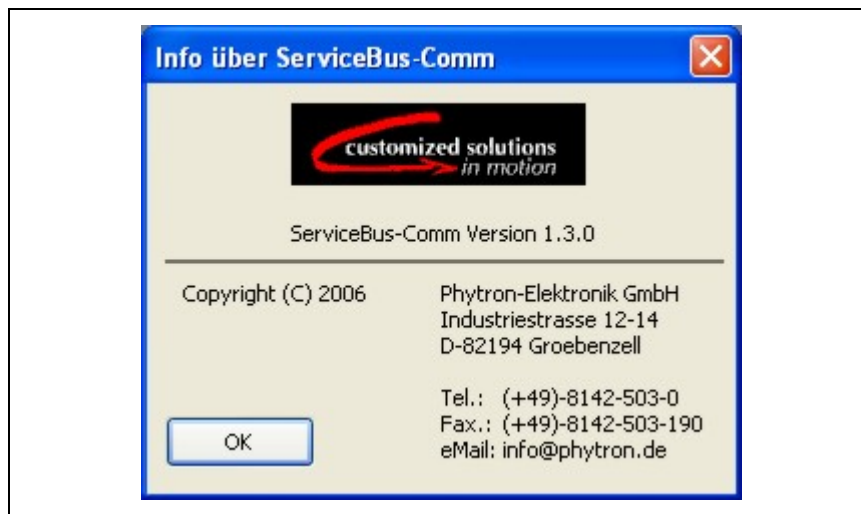 Info über ServiceBus-Comm
customized solutions
in motion
ServiceBus-Comm Version 1.3.0
Copyright (C) 2006
Phytron-Elektronik GmbH
Industriestrasse 12-14
D-82194 Groebenzell
Tel.: (+49)-8142-503-0
Fax.: (+49)-8142-503-190
eMail: info@phytron.de
OK